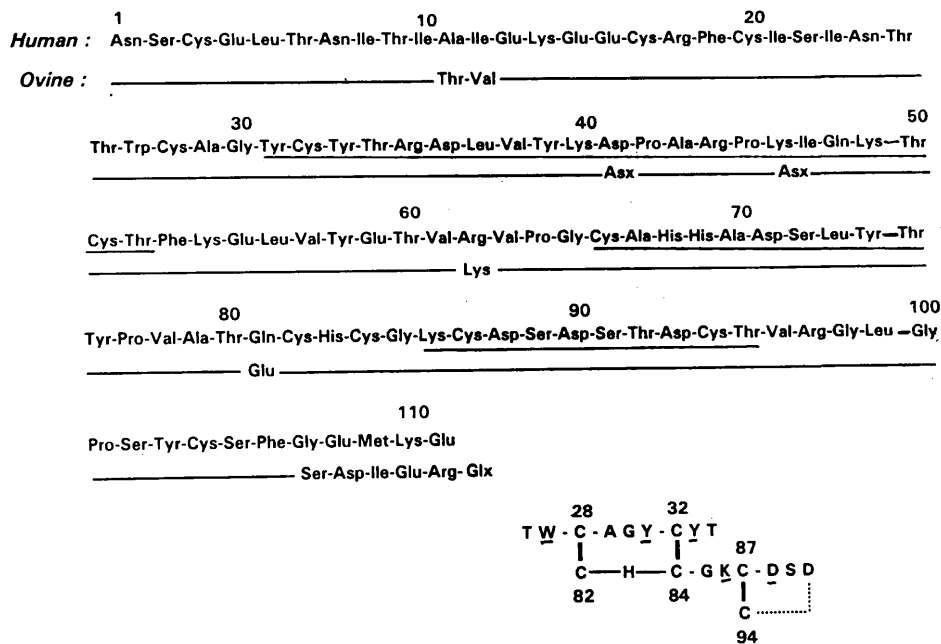 1 10 20
Human : Asn-Ser-Cys-Glu-Leu-Thr-Asn-Ile-Thr-Ile-Ala-Ile-Glu-Lys-Glu-Glu-Cys-Arg-Phe-Cys-Ile-Ser-Ile-Asn-Thr
Ovine : Thr-Val
30 40 50
Thr-Trp-Cys-Ala-Gly-Tyr-Cys-Tyr-Thr-Arg-Asp-Leu-Val-Tyr-Lys-Asp-Pro-Ala-Arg-Pro-Lys-Ile-Gln-Lys-Thr
Asx Asx
60 70
Cys-Thr-Phe-Lys-Glu-Leu-Val-Tyr-Glu-Thr-Val-Arg-Val-Pro-Gly-Cys-Ala-His-His-Ala-Asp-Ser-Leu-Tyr-Thr
Lys
80 90 100
Tyr-Pro-Val-Ala-Thr-Gln-Cys-His-Cys-Gly-Lys-Cys-Asp-Ser-Asp-Ser-Thr-Asp-Cys-Thr-Val-Arg-Gly-Leu-Gly
Glu
110
Pro-Ser-Tyr-Cys-Ser-Phe-Gly-Glu-Met-Lys-Glu
Ser-Asp-Ile-Glu-Arg-Glx
28 32
T W - C - A G Y - C Y T 87
C — H — C - G K C - D S D
82 84 C
94